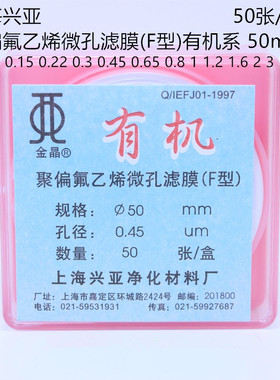 兴亚 50张/
偏氟乙烯微孔滤膜(F型)有机系 50m
0.15 0.22 0.3 0.45 0.65 0.8 1 1.2 1.6 2 3
Q/IEFJ01-1997
金晶®
有机
聚偏氟乙烯微孔滤膜(F型)
规格: Ø50 mm
孔径: 0.45 um
数量: 50 张/盒
上海兴亚净化材料厂
厂址: 上海市嘉定区环城路2424号 邮编: 201800
电话: 021-59531931 传真: 021-59927687